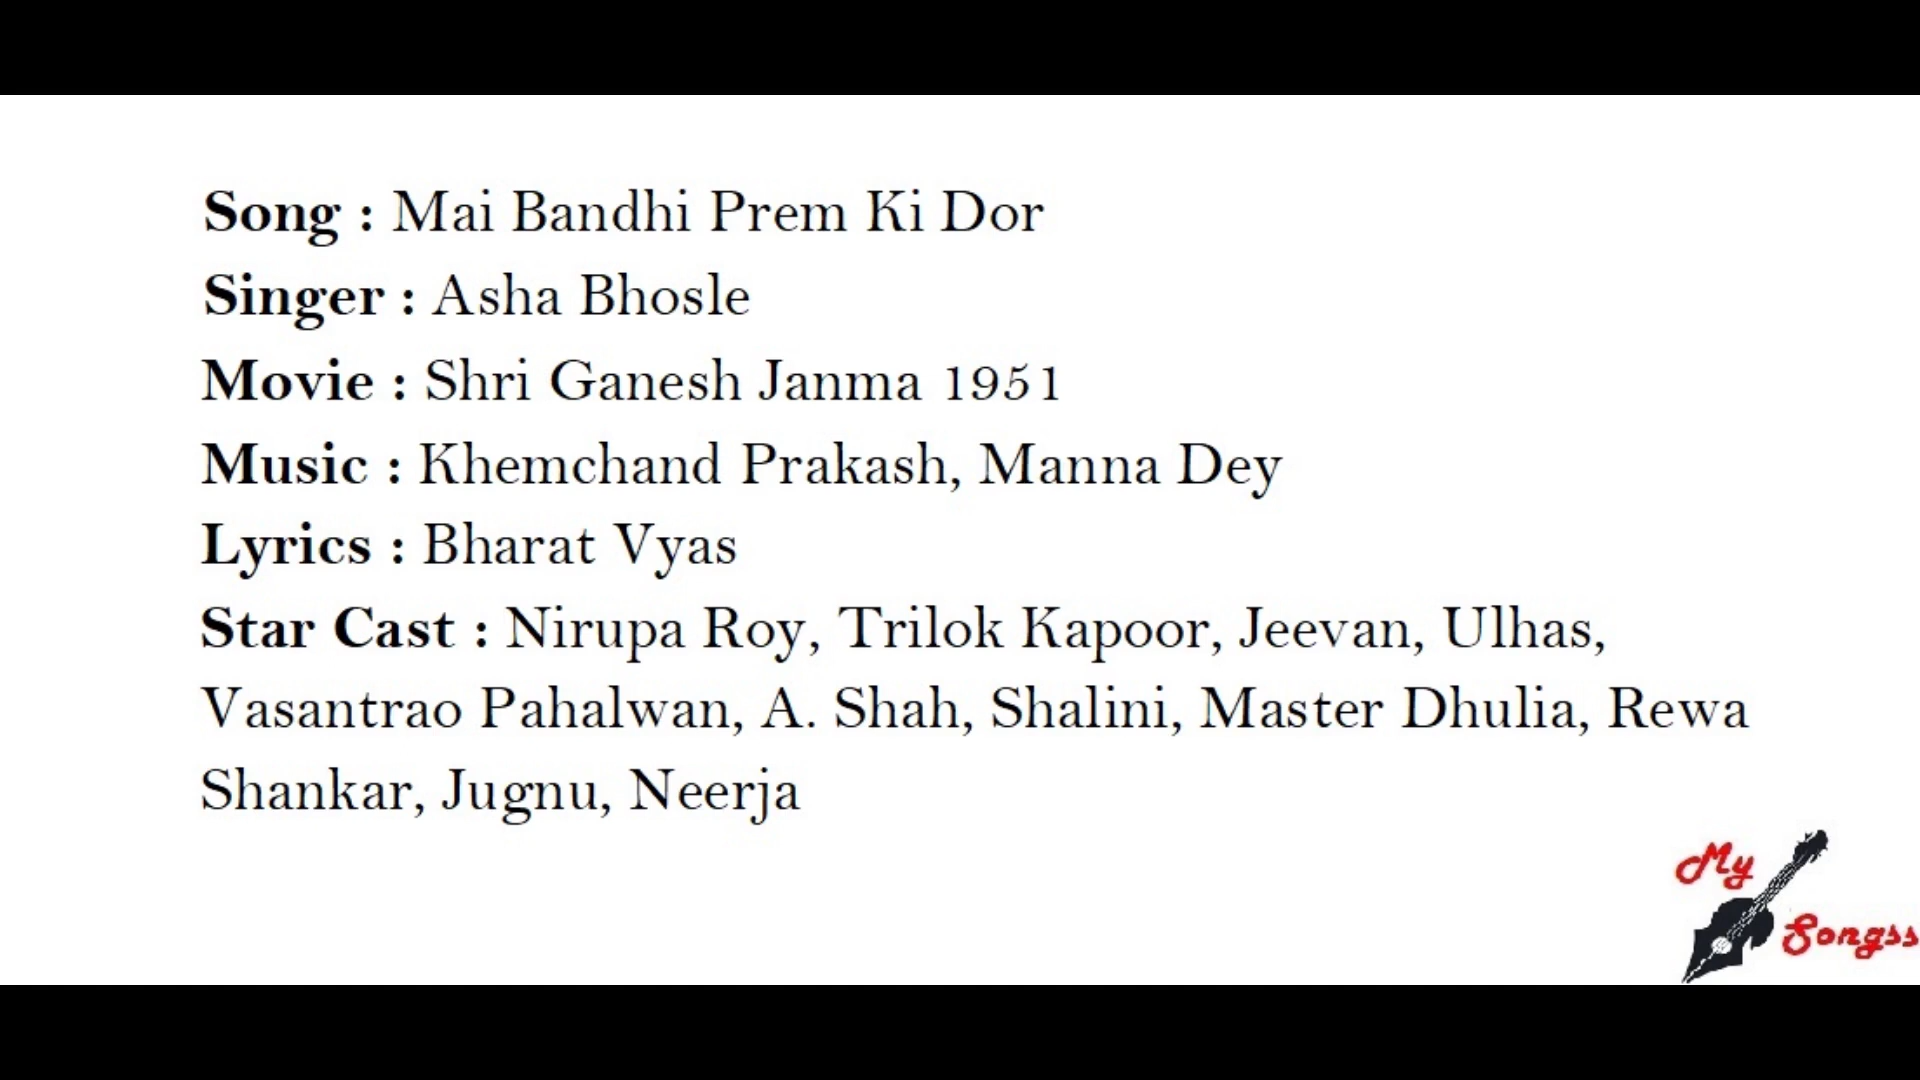 Song : Mai Bandhi Prem Ki Dor
Singer : Asha Bhosle
Movie : Shri Ganesh Janma 1951
Music : Khemchand Prakash, Manna Dey
Lyrics : Bharat Vyas
Star Cast : Nirupa Roy, Trilok Kapoor, Jeevan, Ulhas,
Vasantrao Pahalwan, A. Shah, Shalini, Master Dhulia, Rewa
Shankar, Jugnu, Neerja
My
Songss